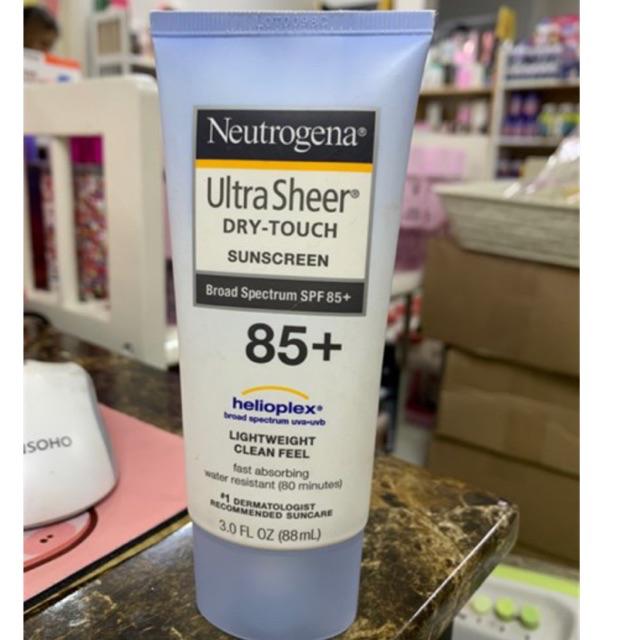 LOT0098C
Neutrogena®
Ultra Sheer®
DRY-TOUCH
SUNSCREEN
Broad Spectrum SPF 85+
85+
helioplex®
broad spectrum uva•uvb
LIGHTWEIGHT
CLEAN FEEL
fast absorbing
water resistant (80 minutes)
#1 DERMATOLOGIST
RECOMMENDED SUNCARE
3.0 FL OZ (88mL)